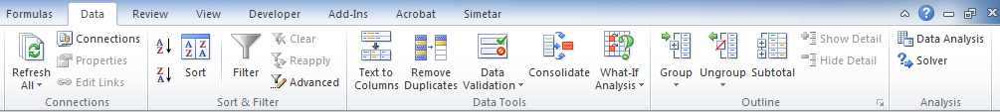 Formulas Data Review View Developer Add-Ins Acrobat Simetar
Refresh All
Connections
Properties
Edit Links
Connections
A Z
Z A
A Z Z A
Sort
Filter
Clear
Reapply
Advanced
Sort & Filter
Text to Columns
Remove Duplicates
Data Validation
Consolidate
What-If Analysis
Data Tools
Group
Ungroup
Subtotal
Show Detail
Hide Detail
Outline
Data Analysis
Solver
Analysis